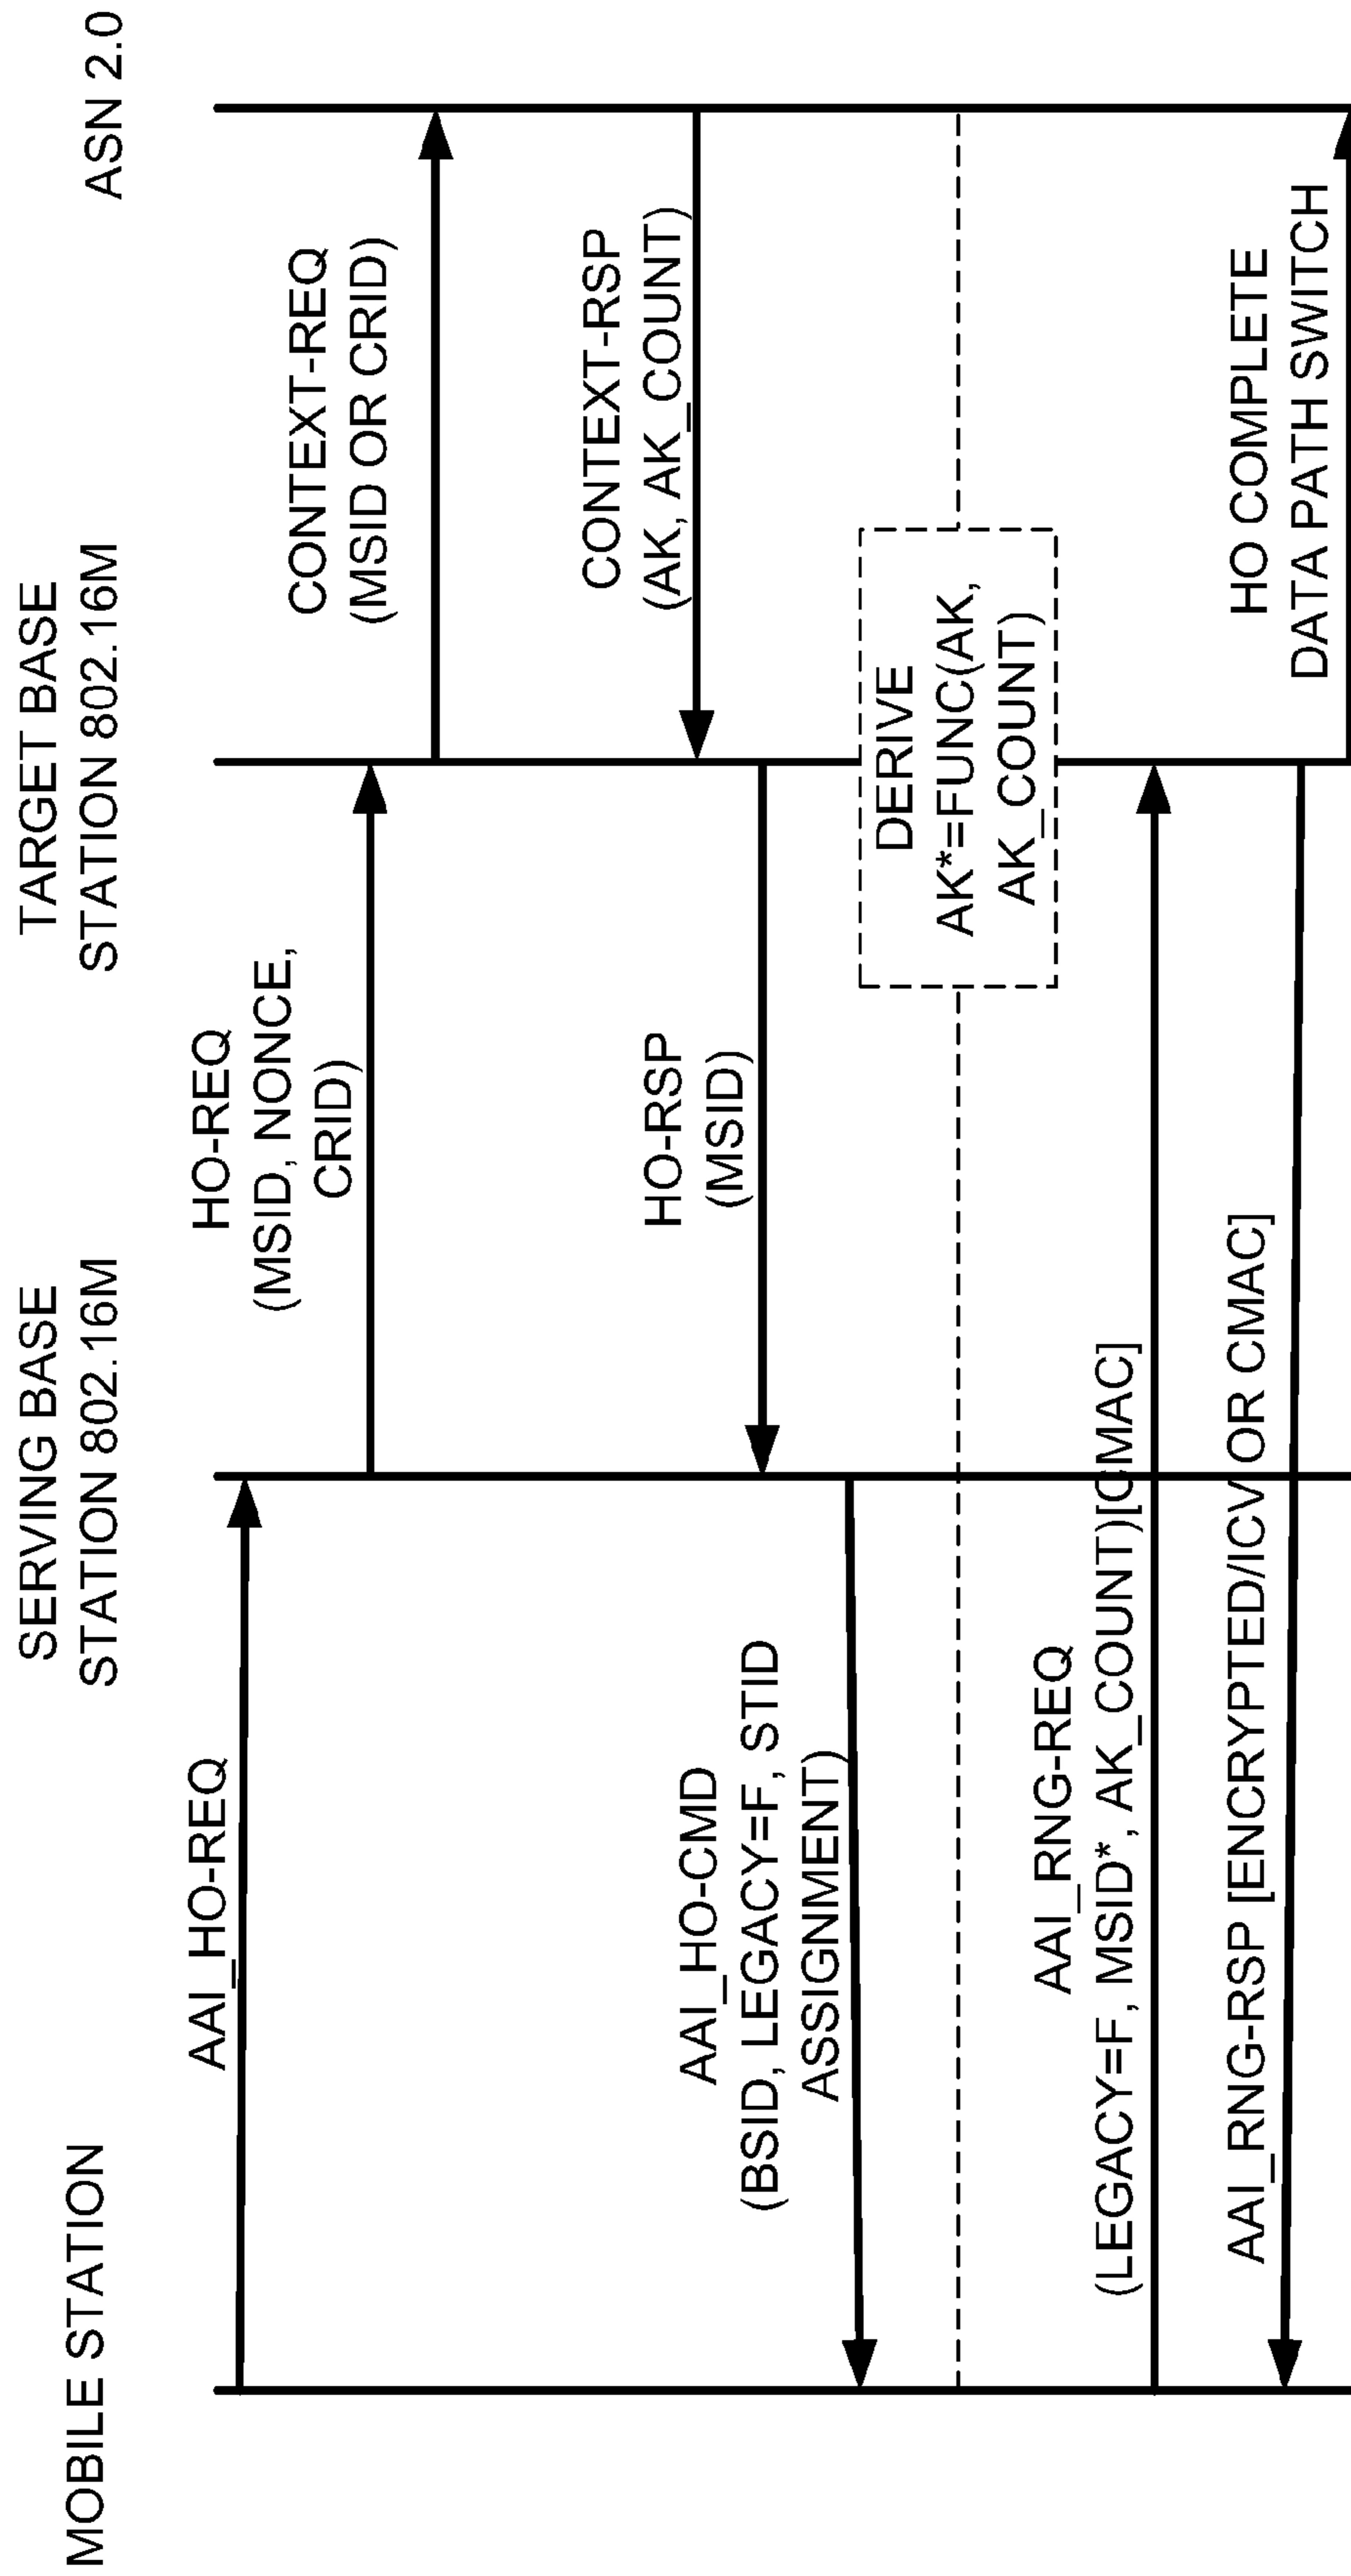 MOBILE STATION
SERVING BASE
STATION 802.16M
TARGET BASE
STATION 802.16M
ASN 2.0
AAI_HO-REQ
HO-REQ
(MSID, NONCE,
CRID)
CONTEXT-REQ
(MSID OR CRID)
CONTEXT-RSP
(AK, AK_COUNT)
HO-RSP
(MSID)
AAI_HO-CMD
(BSID, LEGACY=F, STID
ASSIGNMENT)
DERIVE
AK*=FUNC(AK,
AK_COUNT)
AAI_RNG-REQ
(LEGACY=F, MSID*, AK_COUNT)[CMAC]
AAI_RNG-RSP [ENCRYPTED/ICV OR CMAC]
HO COMPLETE
DATA PATH SWITCH